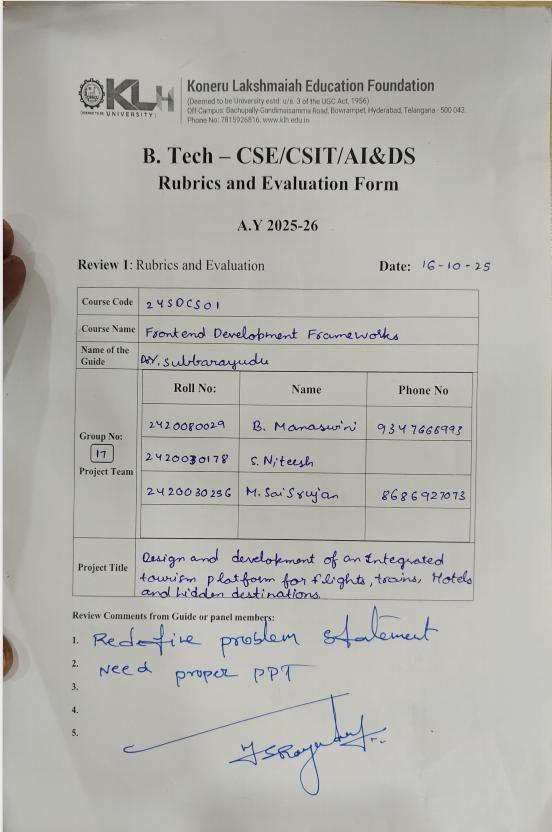 KLH
(DEEMED TO BE UNIVERSITY)
Koneru Lakshmaiah Education Foundation
(Deemed to be University estd. u/s. 3 of the UGC Act, 1956)
Off-Campus: Bachupally-Gandimaisamma Road, Bowrampet, Hyderabad, Telangana - 500 043.
Phone No: 7815926816, www.klh.edu.in
B. Tech – CSE/CSIT/AI&DS
Rubrics and Evaluation Form
A.Y 2025-26
Review 1: Rubrics and Evaluation Date: 16-10-25
Course Code 24SDCS01
Course Name Frontend Development FrameWorks
Name of the Guide Subbarayudu
Roll No: Name Phone No
Group No: 17 Project Team
2420080029 B. Manaswini 9347666993
2420030178 S. Niteesh
2420030256 M. Sai Srujan 8686927073
Project Title Design and development of an Integrated
tourism platform for flights, trains, Hotels
and hidden destinations.
Review Comments from Guide or panel members:
1. Redefine problem statement
2. Need proper PPT
3.
4.
5.